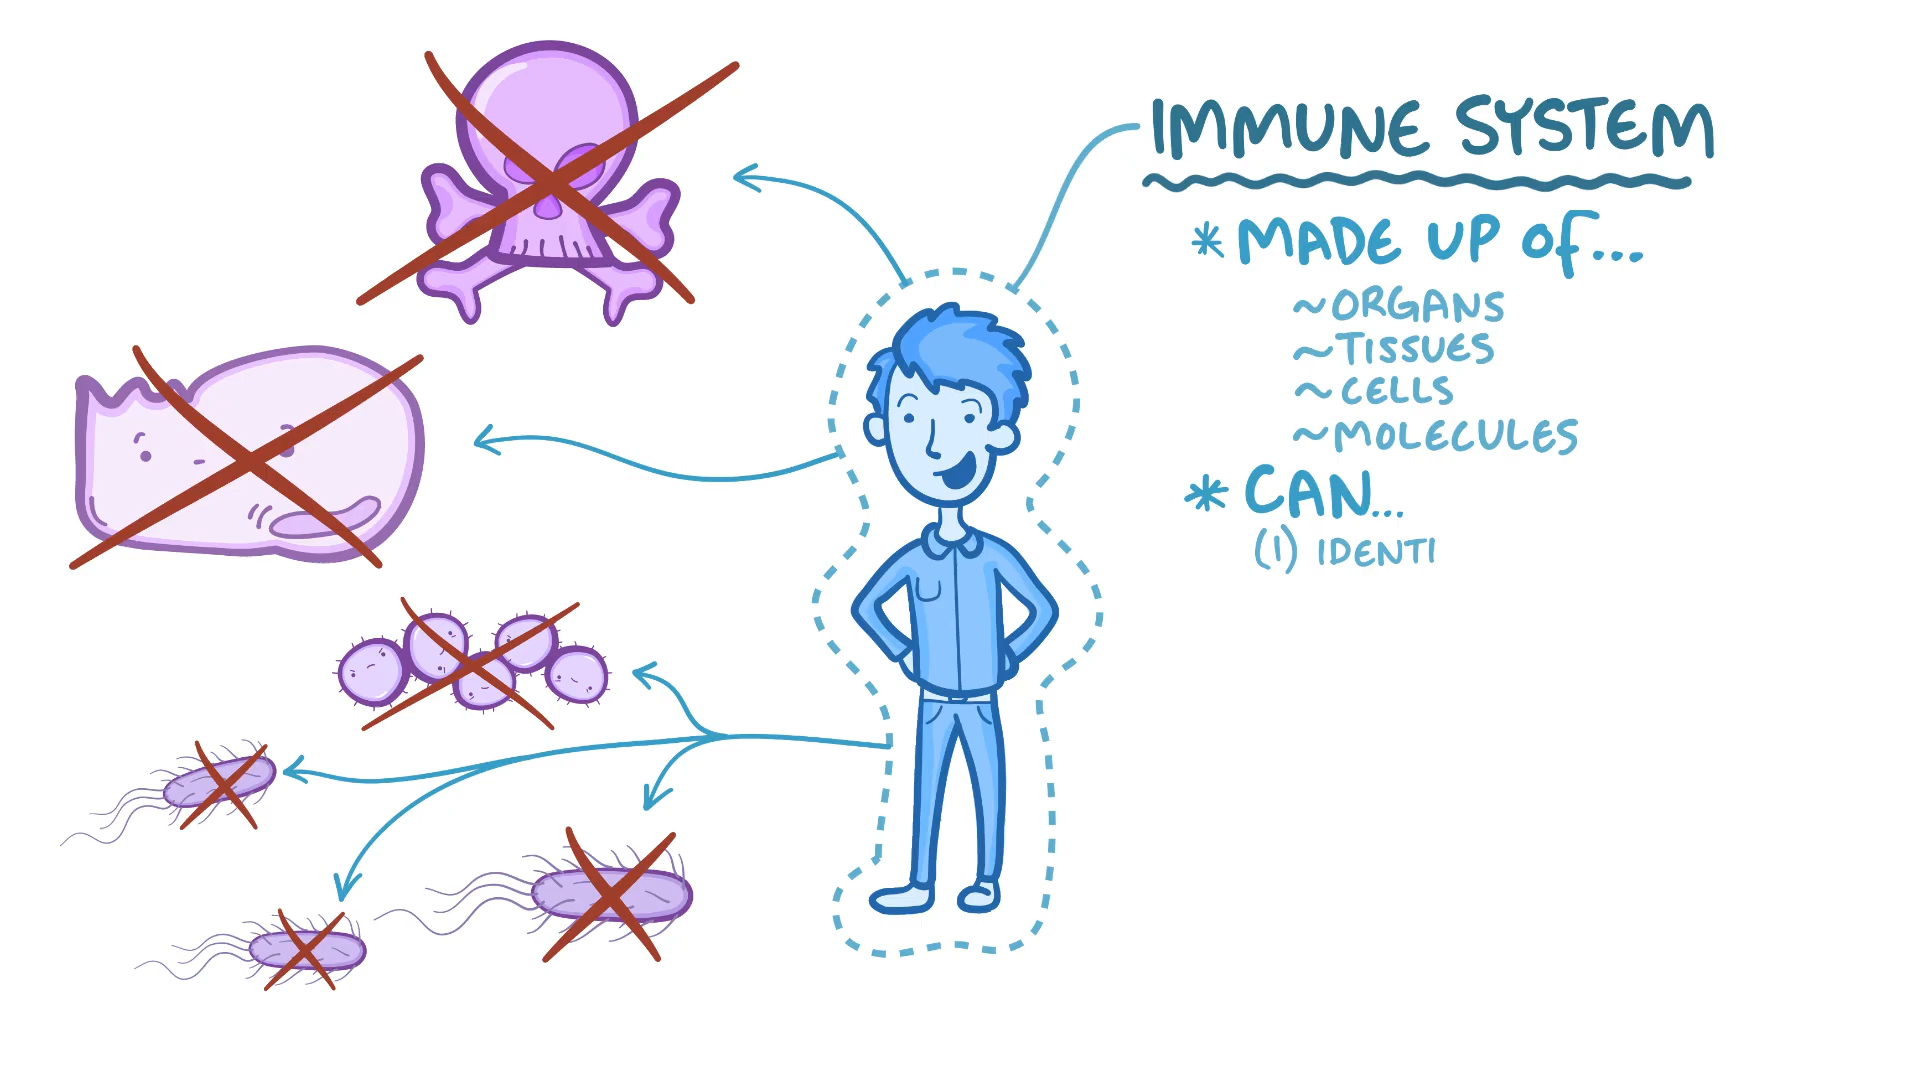 IMMUNE SYSTEM
* MADE UP Of...
~ORGANS
~TISSUES
~CELLS
~MOLECULES
* CAN...
(1) IDENTI